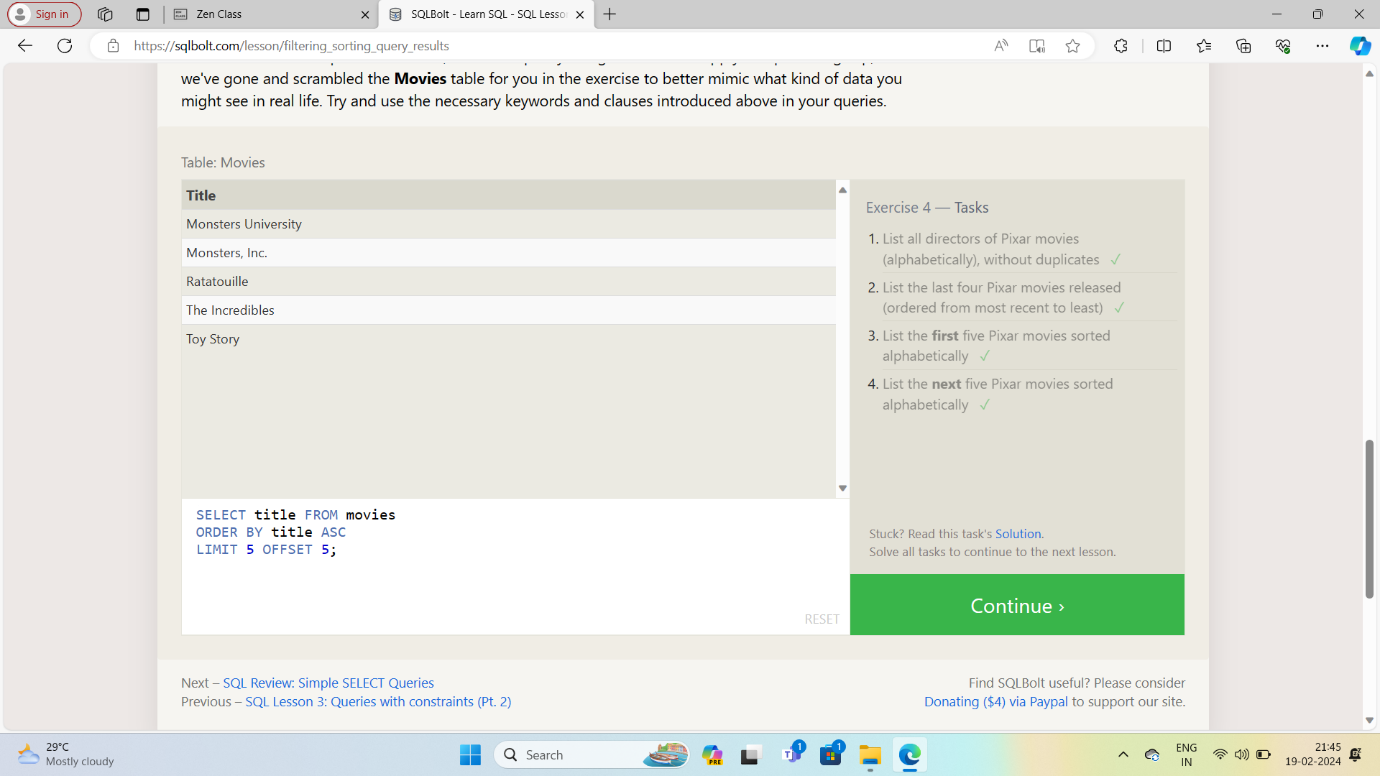 Sign in
Zen Class
SQLBolt - Learn SQL - SQL Lesso
https://sqlbolt.com/lesson/filtering_sorting_query_results
we've gone and scrambled the Movies table for you in the exercise to better mimic what kind of data you
might see in real life. Try and use the necessary keywords and clauses introduced above in your queries.
Table: Movies
Title
Monsters University
Monsters, Inc.
Ratatouille
The Incredibles
Toy Story
SELECT title FROM movies
ORDER BY title ASC
LIMIT 5 OFFSET 5;
RESET
Exercise 4 — Tasks
1. List all directors of Pixar movies
(alphabetically), without duplicates ✓
2. List the last four Pixar movies released
(ordered from most recent to least) ✓
3. List the first five Pixar movies sorted
alphabetically ✓
4. List the next five Pixar movies sorted
alphabetically ✓
Stuck? Read this task's Solution.
Solve all tasks to continue to the next lesson.
Continue ›
Next – SQL Review: Simple SELECT Queries
Previous – SQL Lesson 3: Queries with constraints (Pt. 2)
Find SQLBolt useful? Please consider
Donating ($4) via Paypal to support our site.
29°C
Mostly cloudy
Search
PRE
1
1
ENG
IN
21:45
19-02-2024